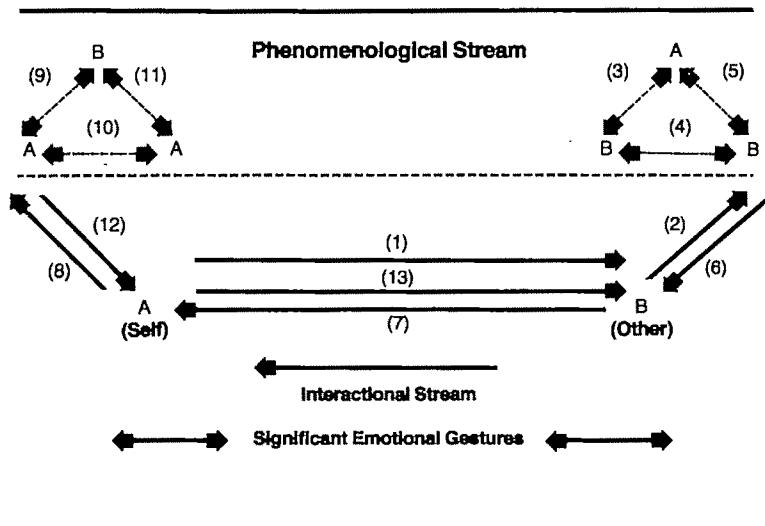 Phenomenological Stream
B
(9)
(11)
(10)
A
A
A
(3)
(5)
(4)
B
B
(12)
(8)
(1)
(13)
(7)
(2)
(6)
A
(Self)
B
(Other)
Interactional Stream
Significant Emotional Gestures